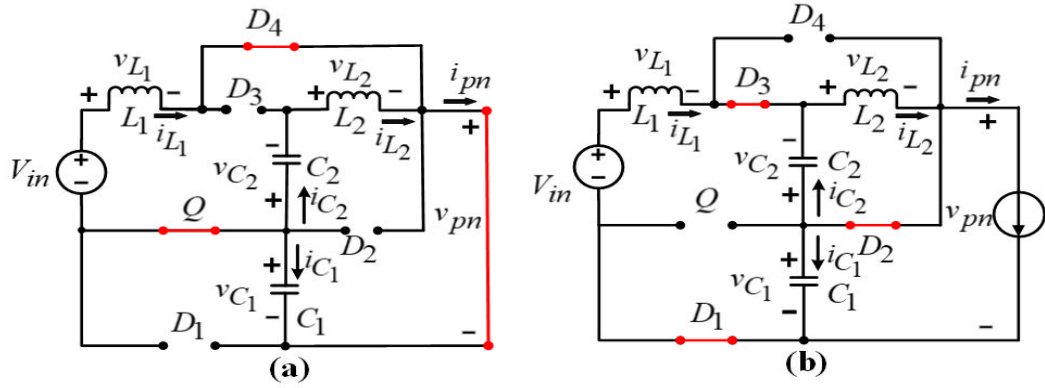 D4
vL1
vL2
ipn
+ − D3 + −
L1 iL1 L2 iL2 +
−
Vin + − vC2 C2
+ iC2
Q vpn
D2
+ iC1
vC1
D1 − C1 −
(a)
D4
vL1
vL2
ipn
+ − D3 + −
L1 iL1 L2 iL2 +
−
Vin + − vC2 C2
+ iC2
Q vpn
D2
+ iC1
vC1
D1 − C1 −
(b)